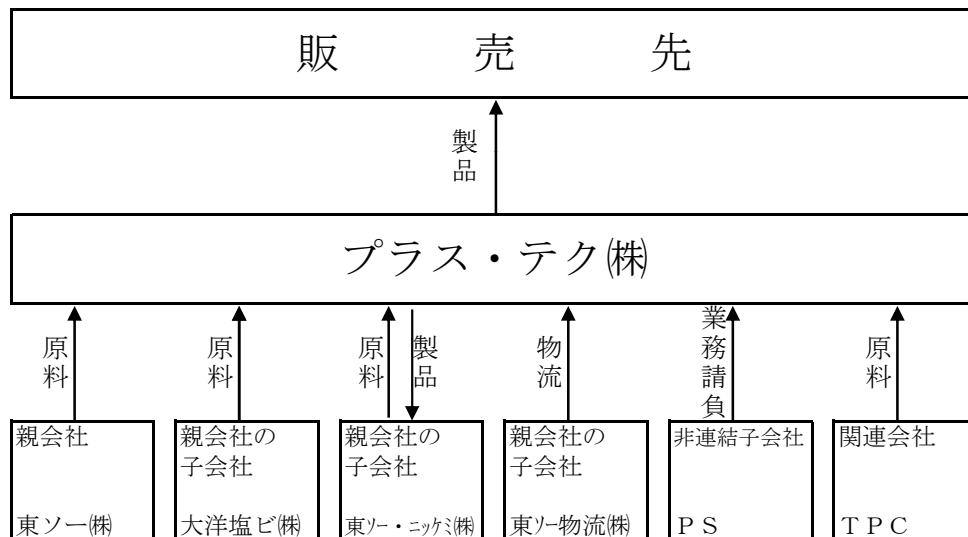 販 売 先
製品
プラス・テク㈱
原料
原料
原料
製品
物流
業務請負
原料
親会社
東ソー㈱
親会社の
子会社
大洋塩ビ㈱
親会社の
子会社
東ソー・ニッケミ㈱
親会社の
子会社
東ソー物流㈱
非連結子会社
ＰＳ
関連会社
ＴＰＣ